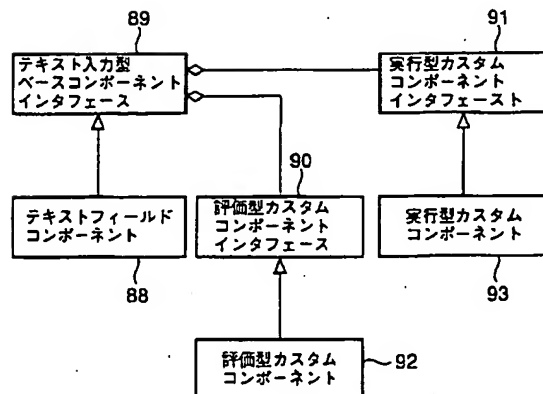 89
テキスト入力型
ベースコンポーネント
インタフェース
91
実行型カスタム
コンポーネント
インタフェースト
90
評価型カスタム
コンポーネント
インタフェース
テキストフィールド
コンポーネント
88
実行型カスタム
コンポーネント
93
評価型カスタム
コンポーネント
92